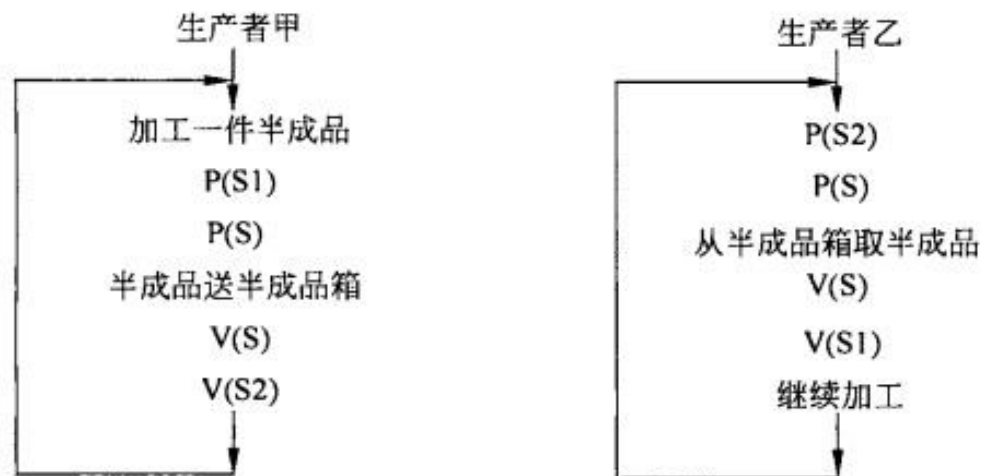 生产者甲
加工一件半成品
P(S1)
P(S)
半成品送半成品箱
V(S)
V(S2)
生产者乙
P(S2)
P(S)
从半成品箱取半成品
V(S)
V(S1)
继续加工